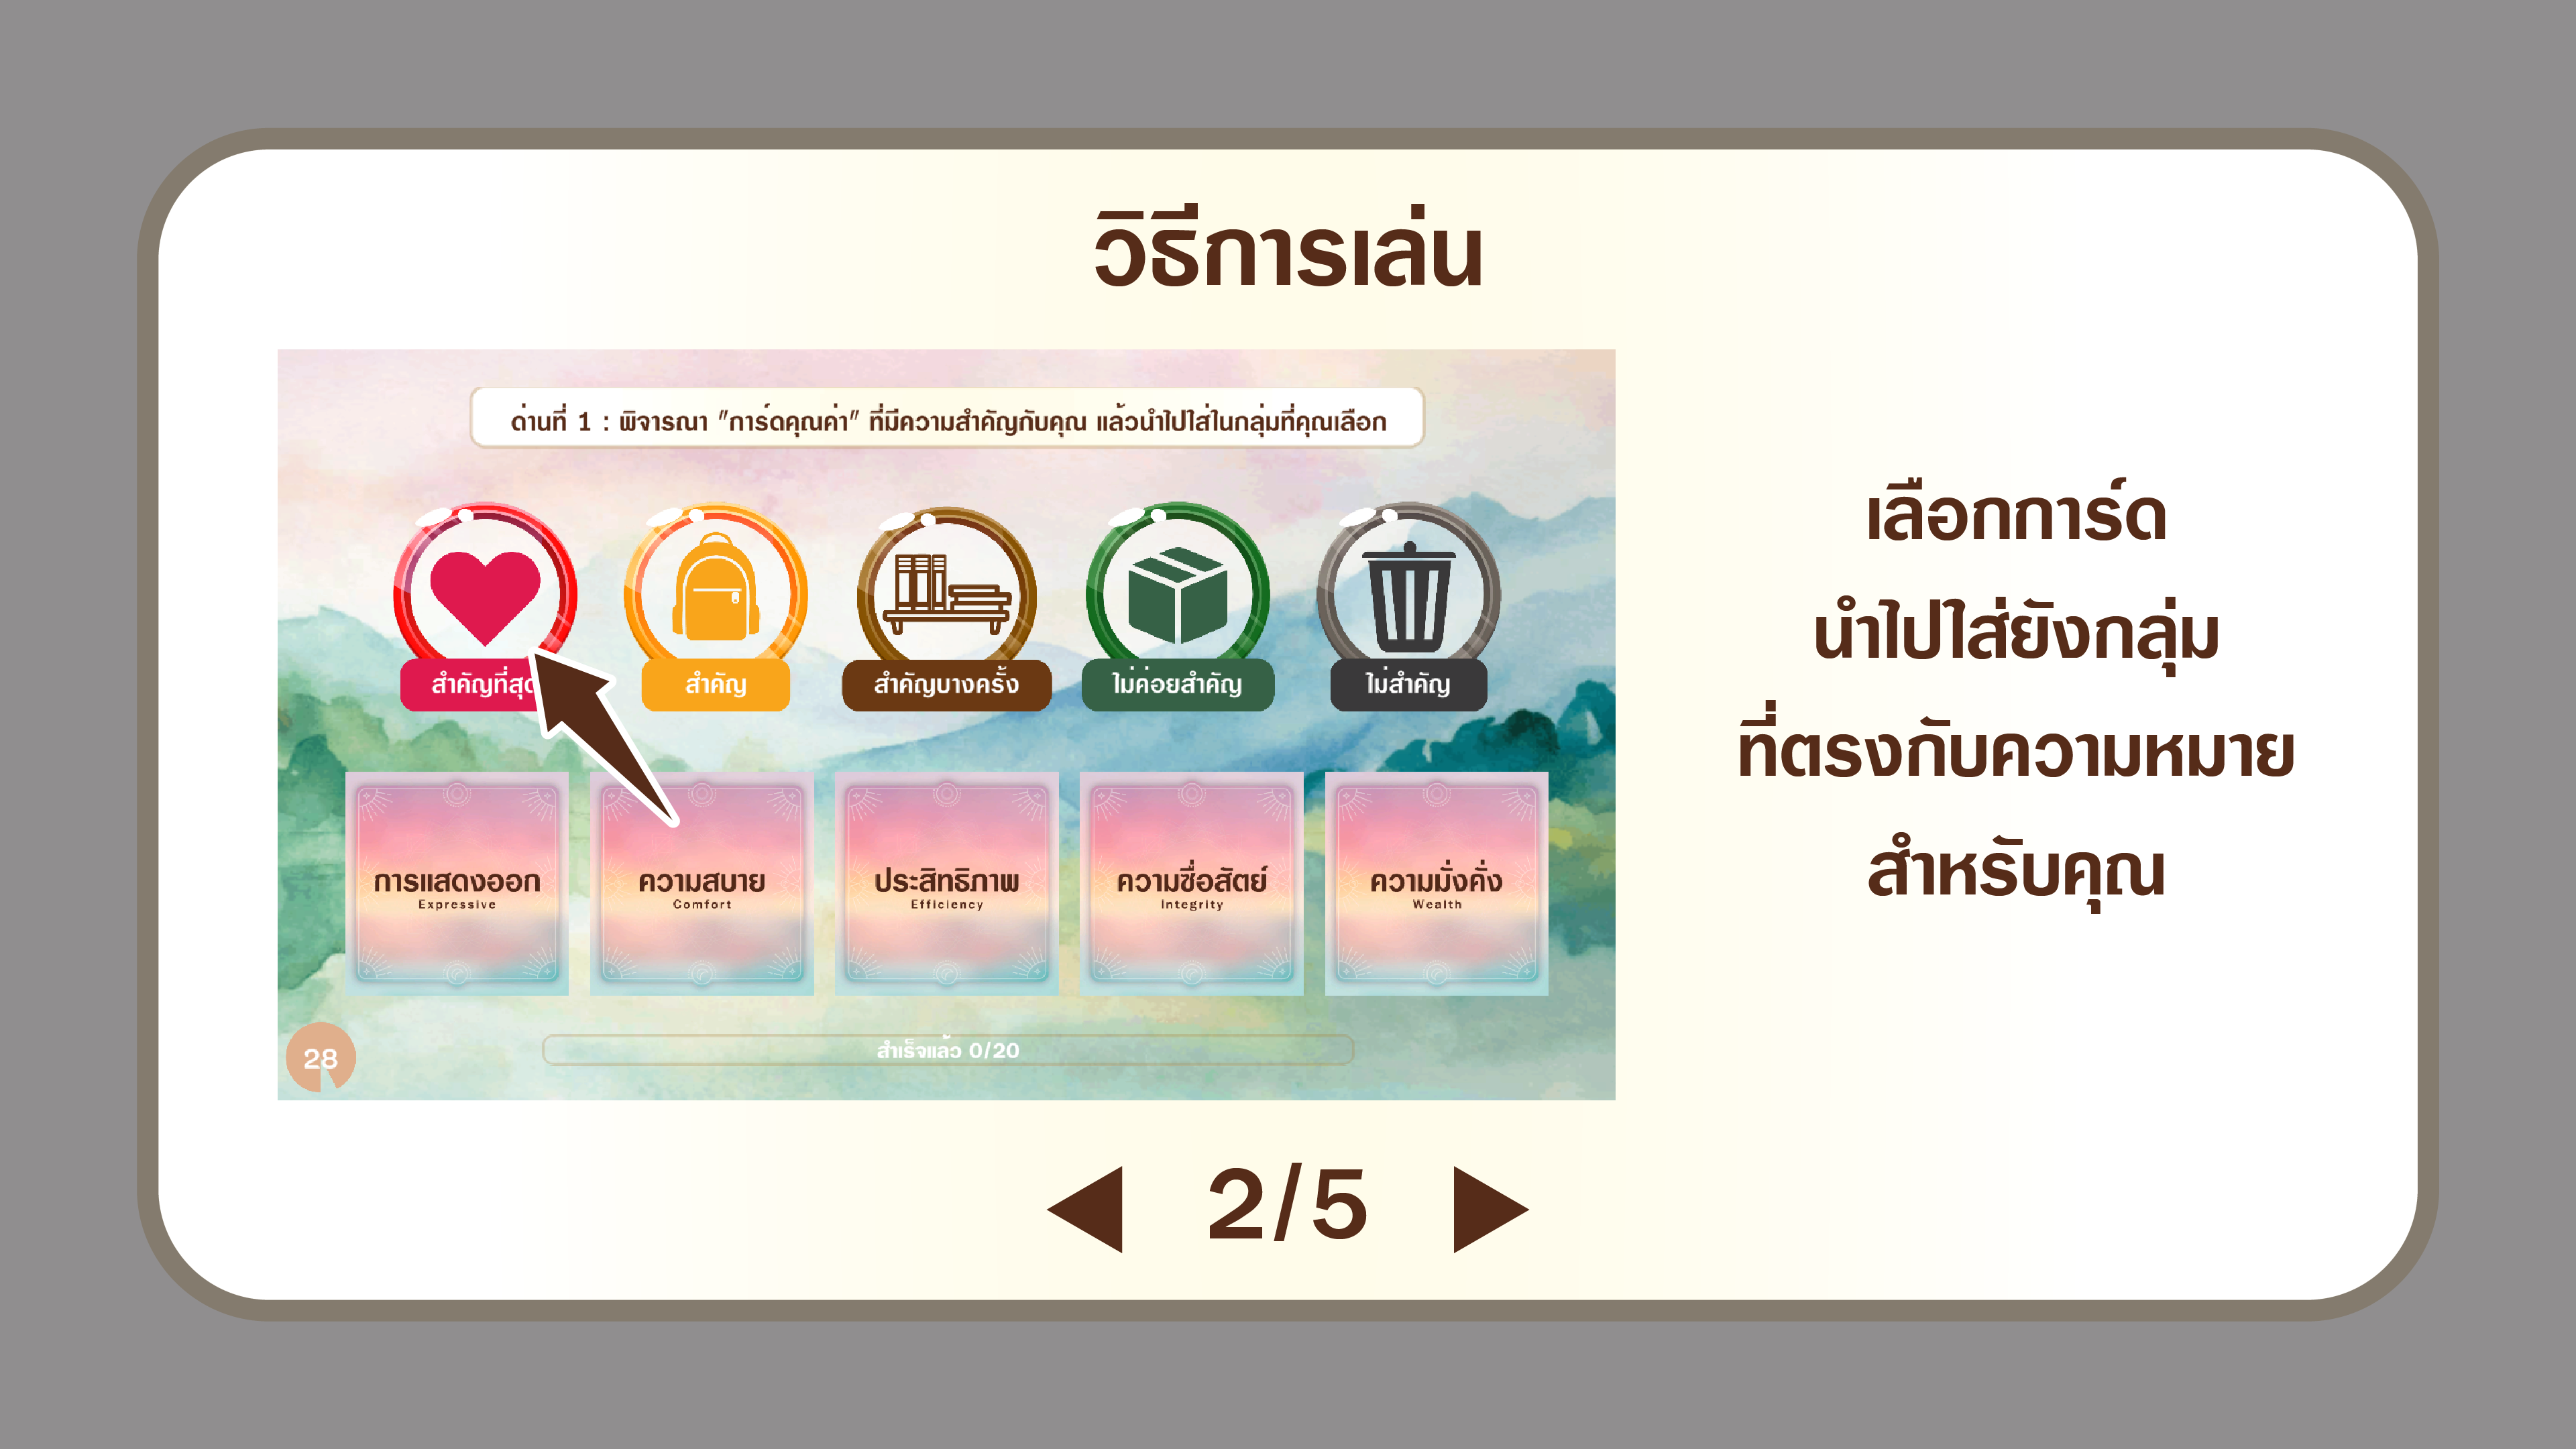 วิธีการเล่น
ด่านที่ 1 : พิจารณา "การ์ดคุณค่า" ที่มีความสำคัญกับคุณ แล้วนำไปใส่ในกลุ่มที่คุณเลือก
สำคัญที่สุด
สำคัญ
สำคัญบางครั้ง
ไม่ค่อยสำคัญ
ไม่สำคัญ
การแสดงออก
Expressive
ความสบาย
Comfort
ประสิทธิภาพ
Efficiency
ความซื่อสัตย์
Integrity
ความมั่งคั่ง
Wealth
28
สำเร็จแล้ว 0/20
เลือกการ์ด
นำไปใส่ยังกลุ่ม
ที่ตรงกับความหมาย
สำหรับคุณ
2/5